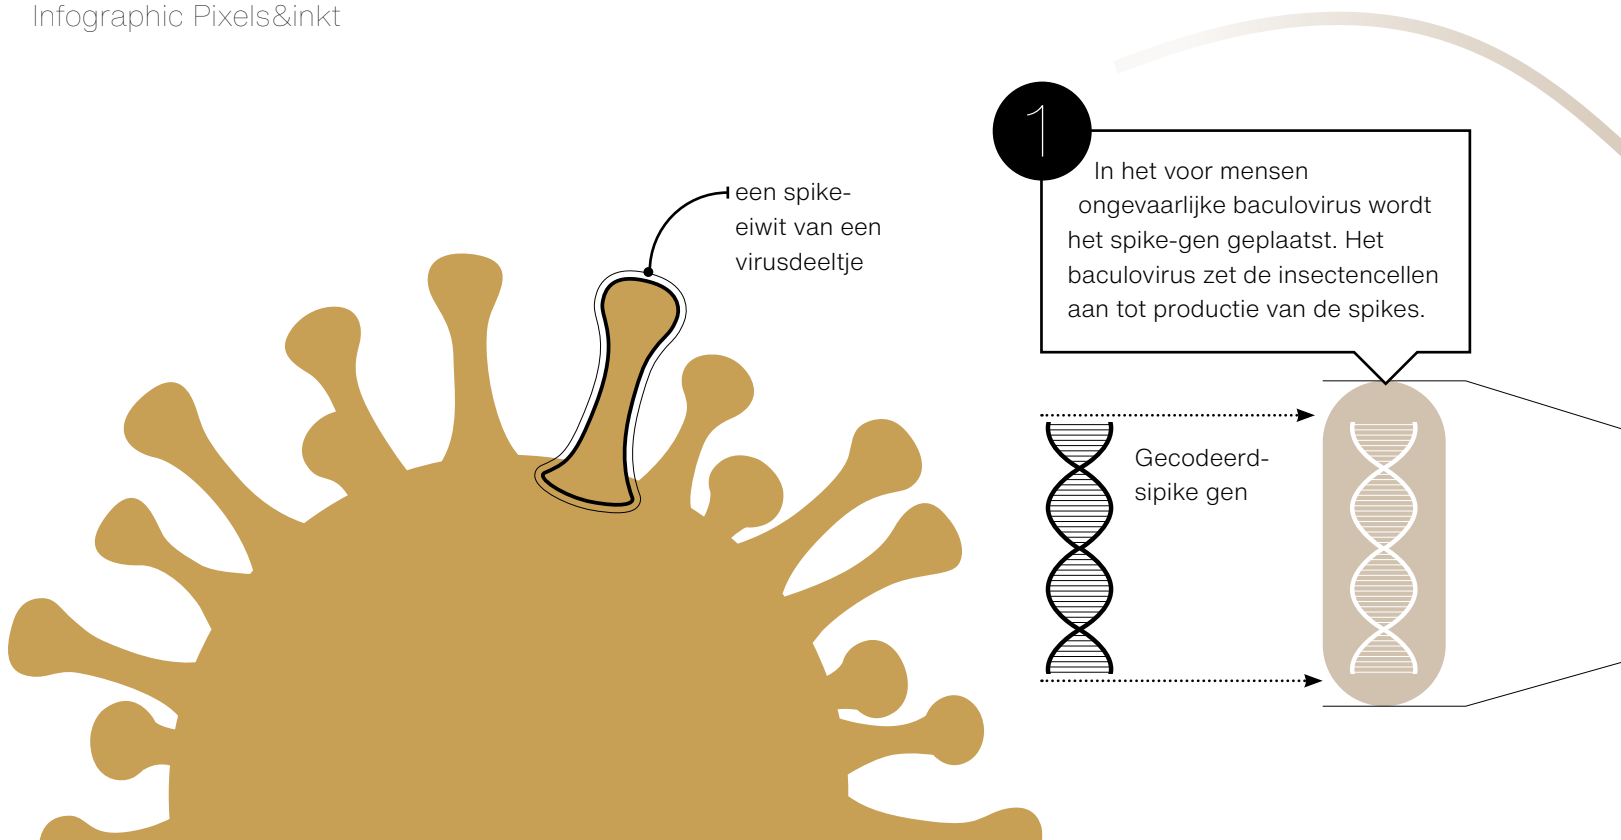 Infographic Pixels&inkt
een spike-
eiwit van een
virusdeeltje
1
In het voor mensen
ongevaarlijke baculovirus wordt
het spike-gen geplaatst. Het
baculovirus zet de insectencellen
aan tot productie van de spikes.
Gecodeerd-
sipike gen